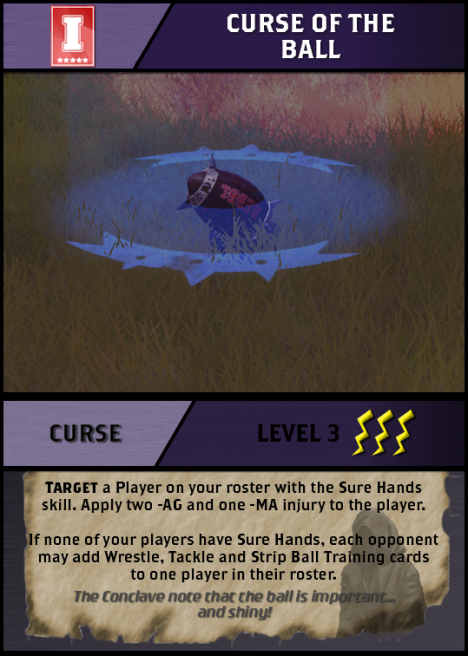 I
CURSE OF THE
BALL
CURSE
LEVEL 3
TARGET a Player on your roster with the Sure Hands
skill. Apply two -AG and one -MA injury to the player.
If none of your players have Sure Hands, each opponent
may add Wrestle, Tackle and Strip Ball Training cards
to one player in their roster.
The Conclave note that the ball is important...
and shiny!